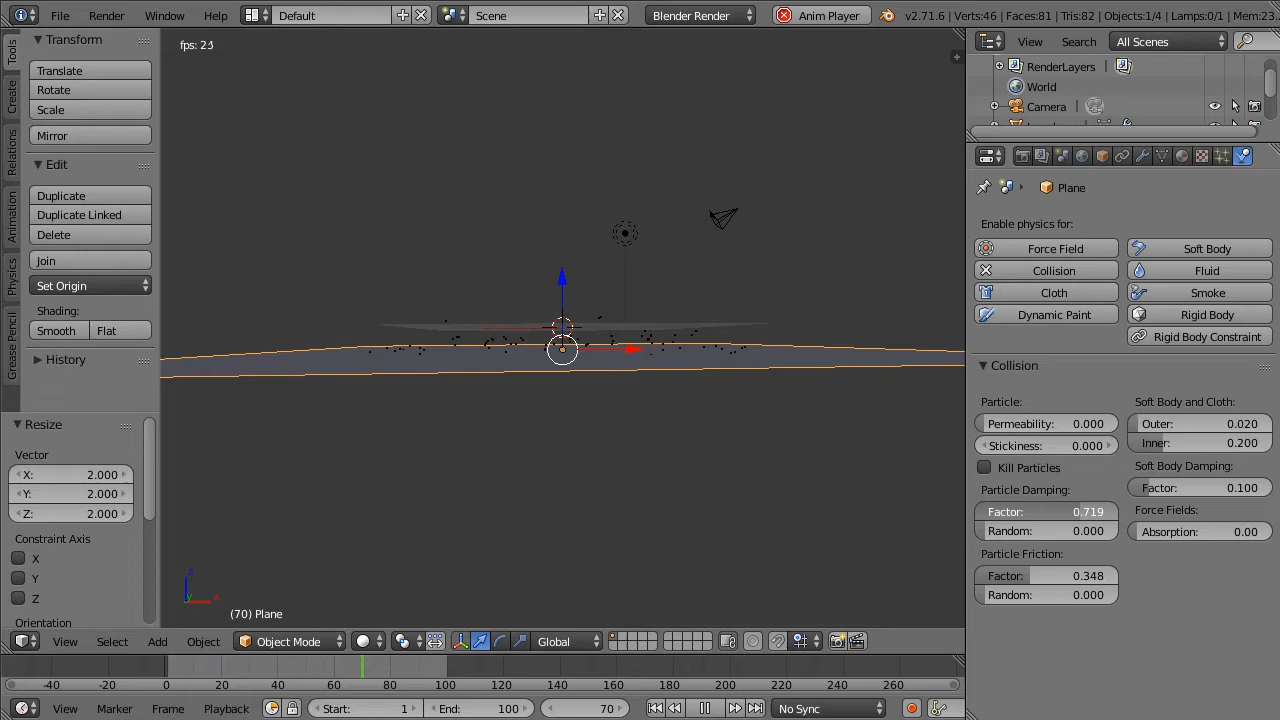 File Render Window Help Default Scene Blender Render Anim Player v2.71.6 | Verts:46 | Faces:81 | Tris:82 | Objects:1/4 | Lamps:0/1 | Mem:23.
Tools
Create
Relations
Animation
Physics
Grease Pencil
Transform
Translate
Rotate
Scale
Mirror
Edit
Duplicate
Duplicate Linked
Delete
Join
Set Origin
Shading:
Smooth Flat
History
Resize
Vector
X: 2.000
Y: 2.000
Z: 2.000
Constraint Axis
X
Y
Z
Orientation
fps:
z
y
x
(70) Plane
View Search All Scenes
RenderLayers
World
Camera
Plane
Enable physics for:
Force Field Soft Body
Collision Fluid
Cloth Smoke
Dynamic Paint Rigid Body
Rigid Body Constraint
Collision
Particle: Soft Body and Cloth:
Permeability: 0.000 Outer: 0.020
Stickiness: 0.000 Inner: 0.200
Kill Particles Soft Body Damping:
Particle Damping: Factor: 0.100
Factor: 0.719 Force Fields:
Random: 0.000 Absorption: 0.00
Particle Friction:
Factor: 0.348
Random: 0.000
View Select Add Object Object Mode Global
-40 -20 0 20 40 60 80 100 120 140 160 180 200 220 240 260
View Marker Frame Playback Start: 1 End: 100 70 No Sync